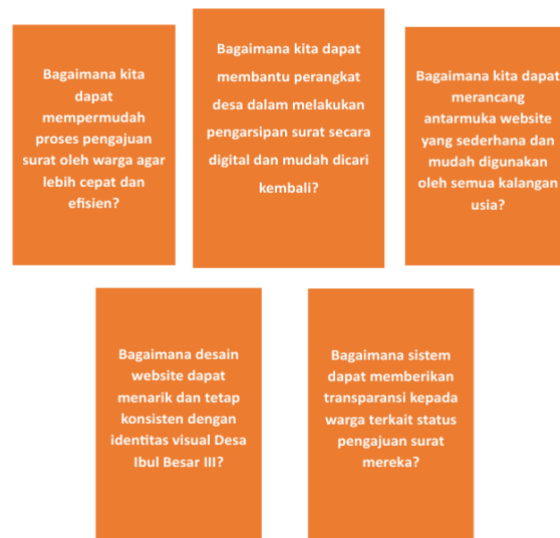 Bagaimana kita
dapat
mempermudah
proses pengajuan
surat oleh warga agar
lebih cepat dan
efisien?
Bagaimana kita dapat
membantu perangkat
desa dalam melakukan
pengarsipan surat secara
digital dan mudah dicari
kembali?
Bagaimana kita dapat
merancang
antarmuka website
yang sederhana dan
mudah digunakan
oleh semua kalangan
usia?
Bagaimana desain
website dapat
menarik dan tetap
konsisten dengan
identitas visual Desa
Ibul Besar III?
Bagaimana sistem
dapat memberikan
transparansi kepada
warga terkait status
pengajuan surat
mereka?